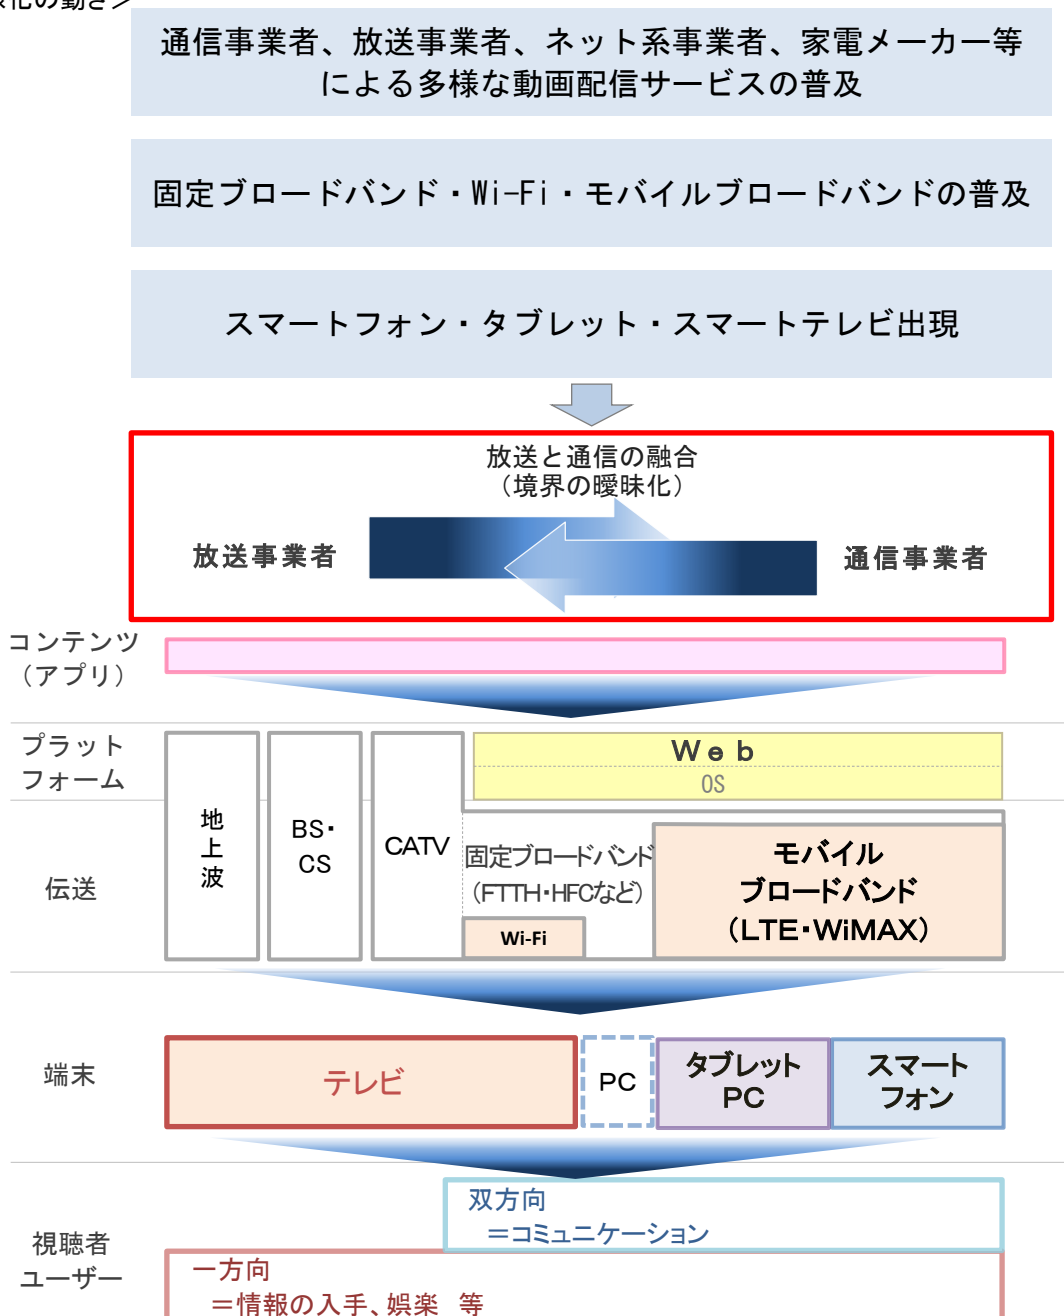 化の動き＞
通信事業者、放送事業者、ネット系事業者、家電メーカー等
による多様な動画配信サービスの普及
固定ブロードバンド・Wi-Fi・モバイルブロードバンドの普及
スマートフォン・タブレット・スマートテレビ出現
放送と通信の融合
（境界の曖昧化）
放送事業者
通信事業者
コンテンツ
（アプリ）
プラット
フォーム
Web
OS
地
上
波
BS・
CS
CATV
固定ブロードバンド
（FTTH・HFCなど）
Wi-Fi
モバイル
ブロードバンド
（LTE・WiMAX）
伝送
端末
テレビ
PC
タブレット
PC
スマート
フォン
視聴者
ユーザー
双方向
＝コミュニケーション
一方向
＝情報の入手、娯楽　等